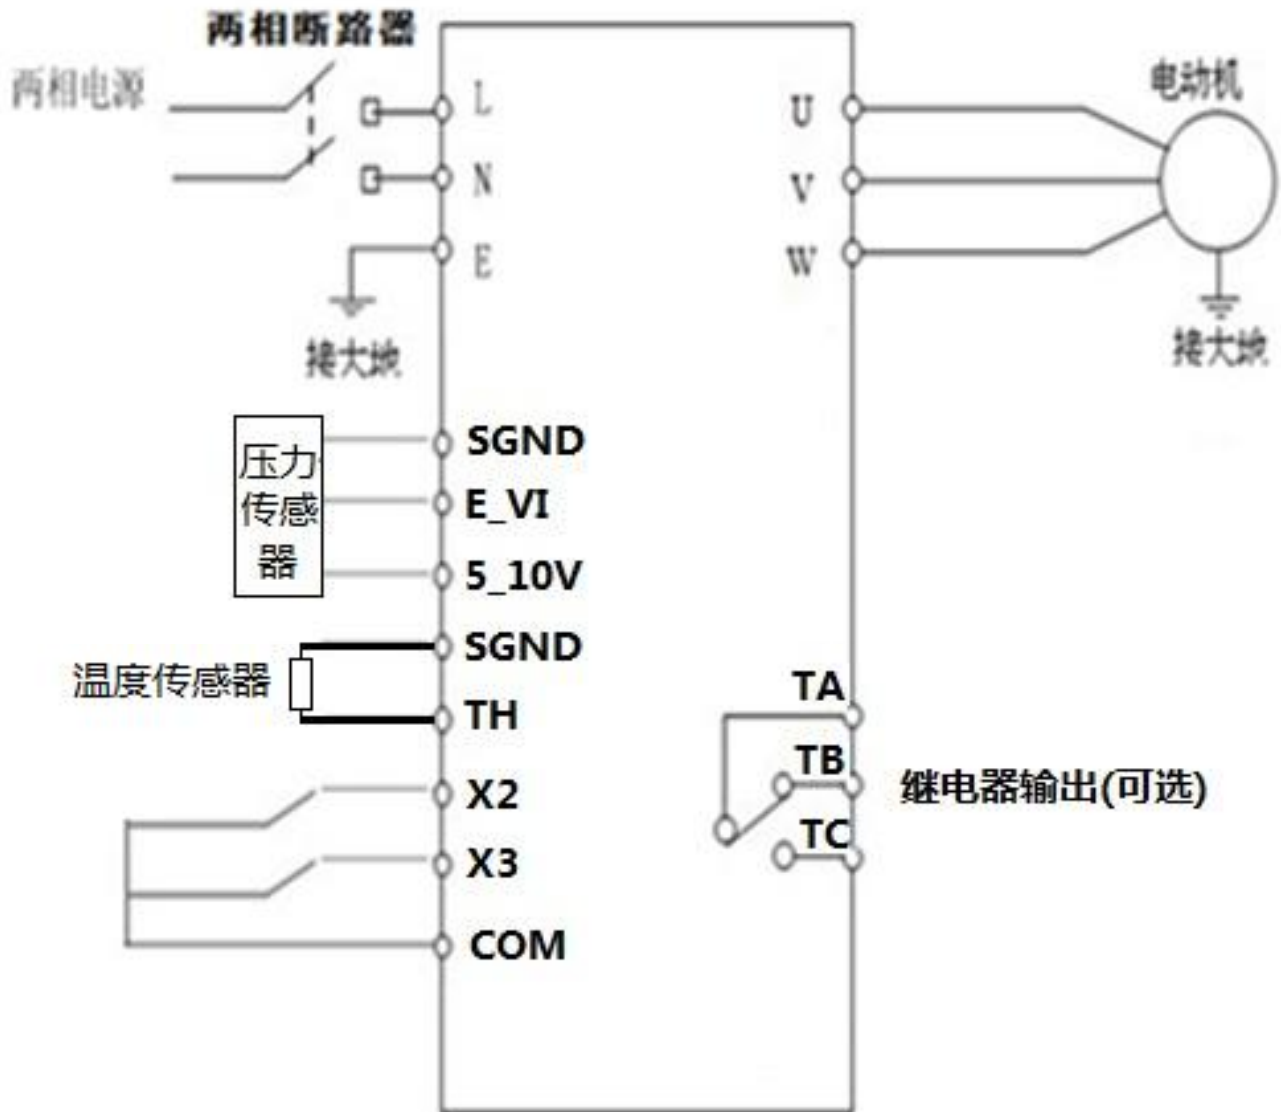 两相断路器
两相电源
L
N
E
接大地
U
V
W
电动机
接大地
压力
传感
器
SGND
E_VI
5_10V
温度传感器
SGND
TH
X2
X3
COM
TA
TB
TC
继电器输出(可选)